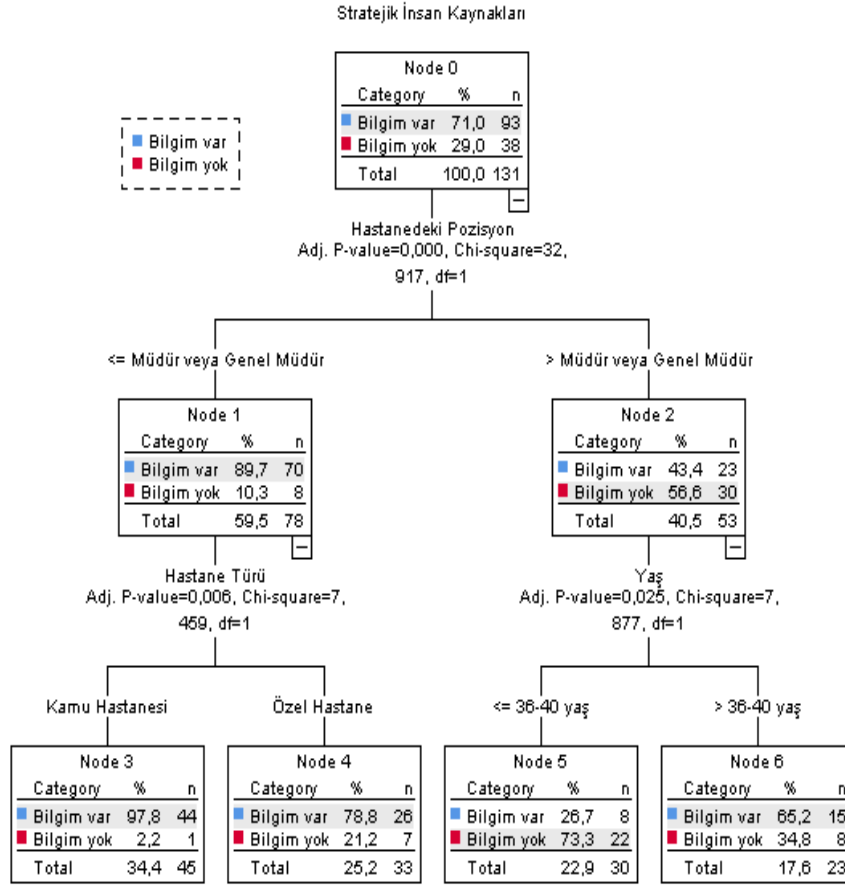 Stratejik İnsan Kaynakları
Node 0
Category % n
Bilgim var 71,0 93
Bilgim yok 29,0 38
Total 100,0 131
Bilgim var
Bilgim yok
Hastanedeki Pozisyon
Adj. P-value=0,000, Chi-square=32,
917, df=1
<= Müdür veya Genel Müdür
> Müdür veya Genel Müdür
Node 1
Category % n
Bilgim var 89,7 70
Bilgim yok 10,3 8
Total 59,5 78
Node 2
Category % n
Bilgim var 43,4 23
Bilgim yok 56,6 30
Total 40,5 53
Hastane Türü
Adj. P-value=0,006, Chi-square=7,
459, df=1
Yaş
Adj. P-value=0,025, Chi-square=7,
877, df=1
Kamu Hastanesi
Özel Hastane
<= 36-40 yaş
> 36-40 yaş
Node 3
Category % n
Bilgim var 97,8 44
Bilgim yok 2,2 1
Total 34,4 45
Node 4
Category % n
Bilgim var 78,8 26
Bilgim yok 21,2 7
Total 25,2 33
Node 5
Category % n
Bilgim var 26,7 8
Bilgim yok 73,3 22
Total 22,9 30
Node 6
Category % n
Bilgim var 65,2 15
Bilgim yok 34,8 8
Total 17,6 23